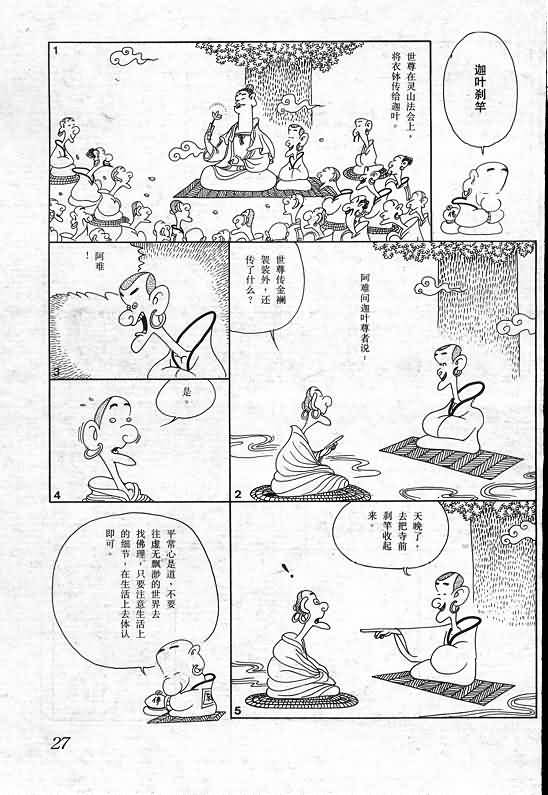 迦叶刹竿
1
世尊在灵山法会上，
将衣钵传给迦叶。
2
阿难问迦叶尊者说：
世尊传金襕
袈裟外，还
传了什么？
3
阿难
！
4
是。
5
天晚了，
去把寺前
刹竿收起
来。
平常心是道，不要
往虚无飘渺的世界去
找佛理，只要注意生活上
的细节，在生活上去体认
即可。
27